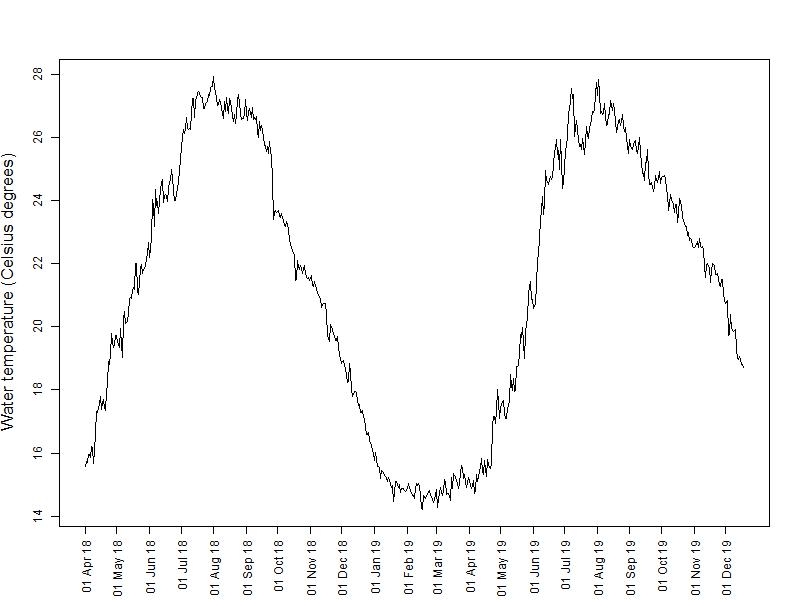 Water temperature (Celsius degrees)
28
26
24
22
20
18
16
14
01 Apr 18
01 May 18
01 Jun 18
01 Jul 18
01 Aug 18
01 Sep 18
01 Oct 18
01 Nov 18
01 Dec 18
01 Jan 19
01 Feb 19
01 Mar 19
01 Apr 19
01 May 19
01 Jun 19
01 Jul 19
01 Aug 19
01 Sep 19
01 Oct 19
01 Nov 19
01 Dec 19